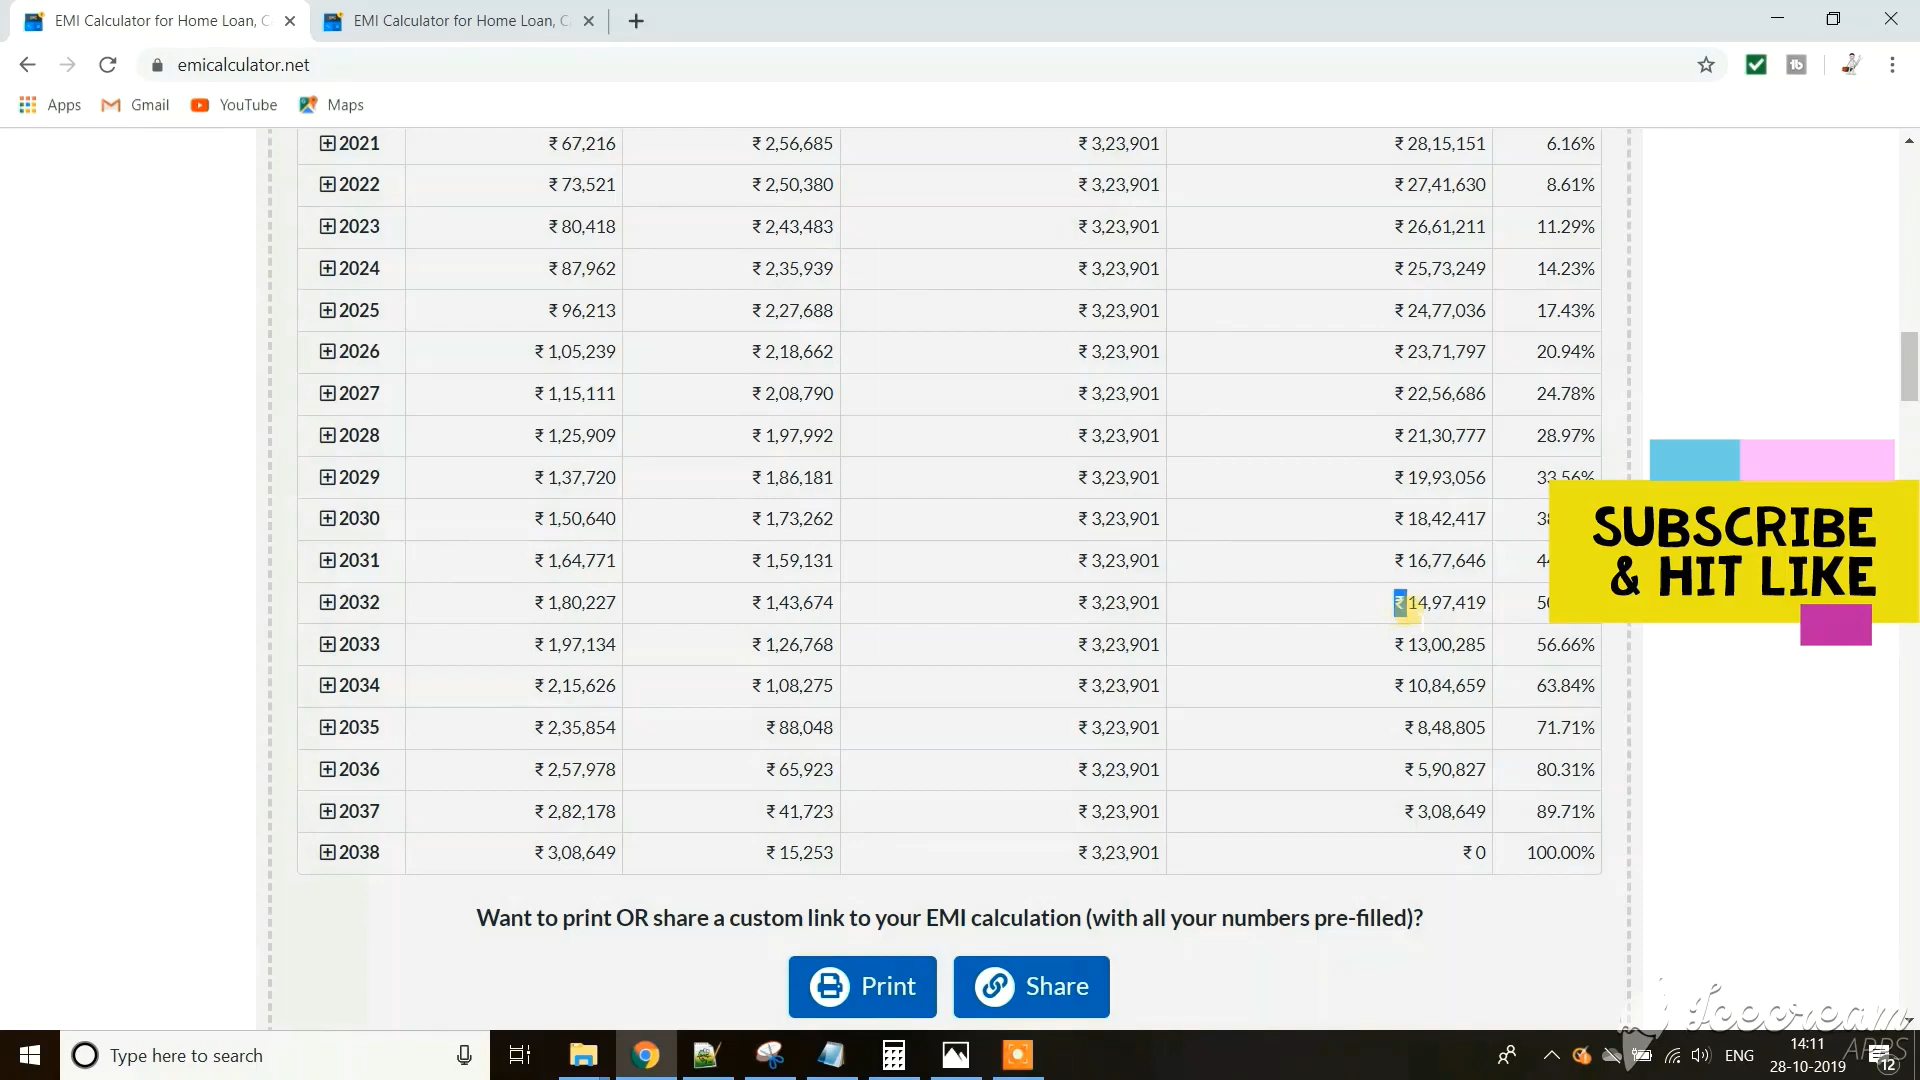 EMI Calculator for Home Loan, C
EMI Calculator for Home Loan, C
emicalculator.net
Apps Gmail YouTube Maps
2021 ₹ 67,216 ₹ 2,56,685 ₹ 3,23,901 ₹ 28,15,151 6.16%
2022 ₹ 73,521 ₹ 2,50,380 ₹ 3,23,901 ₹ 27,41,630 8.61%
2023 ₹ 80,418 ₹ 2,43,483 ₹ 3,23,901 ₹ 26,61,211 11.29%
2024 ₹ 87,962 ₹ 2,35,939 ₹ 3,23,901 ₹ 25,73,249 14.23%
2025 ₹ 96,213 ₹ 2,27,688 ₹ 3,23,901 ₹ 24,77,036 17.43%
2026 ₹ 1,05,239 ₹ 2,18,662 ₹ 3,23,901 ₹ 23,71,797 20.94%
2027 ₹ 1,15,111 ₹ 2,08,790 ₹ 3,23,901 ₹ 22,56,686 24.78%
2028 ₹ 1,25,909 ₹ 1,97,992 ₹ 3,23,901 ₹ 21,30,777 28.97%
2029 ₹ 1,37,720 ₹ 1,86,181 ₹ 3,23,901 ₹ 19,93,056 33.56%
2030 ₹ 1,50,640 ₹ 1,73,262 ₹ 3,23,901 ₹ 18,42,417
2031 ₹ 1,64,771 ₹ 1,59,131 ₹ 3,23,901 ₹ 16,77,646
2032 ₹ 1,80,227 ₹ 1,43,674 ₹ 3,23,901 ₹ 14,97,419
2033 ₹ 1,97,134 ₹ 1,26,768 ₹ 3,23,901 ₹ 13,00,285 56.66%
2034 ₹ 2,15,626 ₹ 1,08,275 ₹ 3,23,901 ₹ 10,84,659 63.84%
2035 ₹ 2,35,854 ₹ 88,048 ₹ 3,23,901 ₹ 8,48,805 71.71%
2036 ₹ 2,57,978 ₹ 65,923 ₹ 3,23,901 ₹ 5,90,827 80.31%
2037 ₹ 2,82,178 ₹ 41,723 ₹ 3,23,901 ₹ 3,08,649 89.71%
2038 ₹ 3,08,649 ₹ 15,253 ₹ 3,23,901 ₹ 0 100.00%
SUBSCRIBE
& HIT LIKE
Want to print OR share a custom link to your EMI calculation (with all your numbers pre-filled)?
Print Share
Icecream
APPS
Type here to search
ENG
14:11
28-10-2019
12